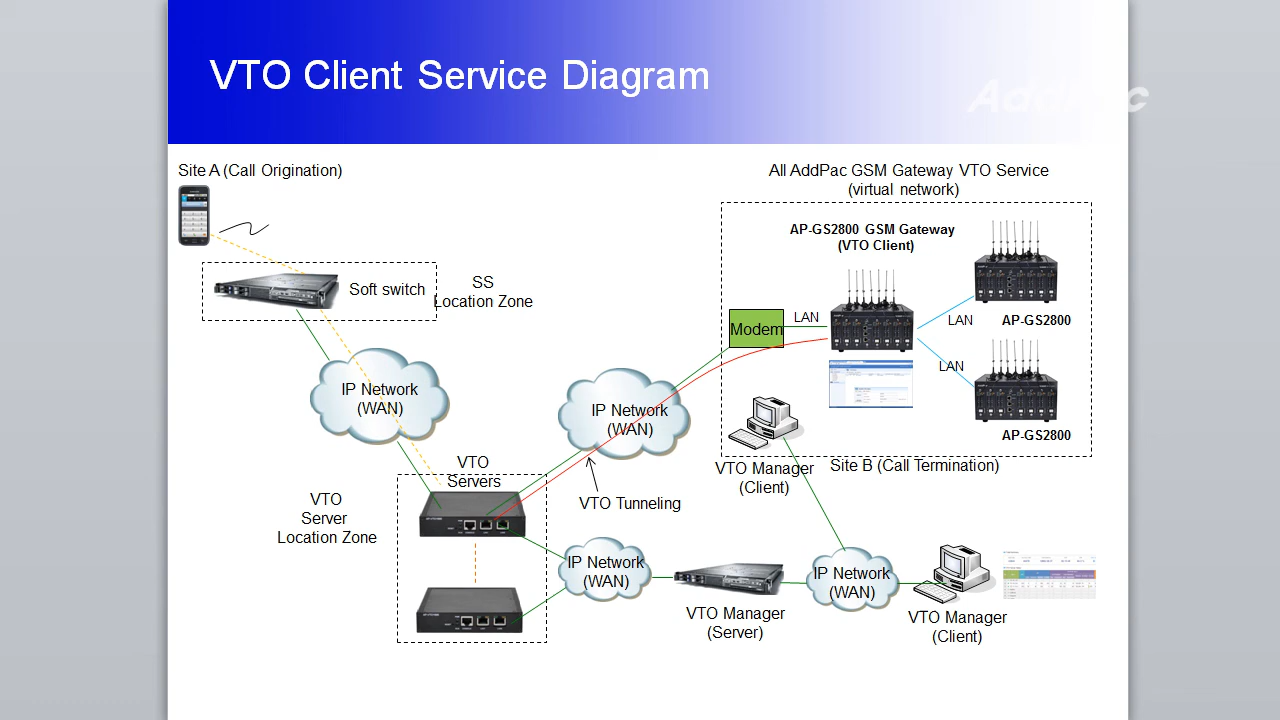 VTO Client Service Diagram
AddPac
Site A (Call Origination)
All AddPac GSM Gateway VTO Service
(virtual network)
AP-GS2800 GSM Gateway
(VTO Client)
Soft switch
SS
Location Zone
Modem
LAN
LAN
AP-GS2800
LAN
AP-GS2800
IP Network
(WAN)
IP Network
(WAN)
VTO Manager
(Client)
Site B (Call Termination)
VTO
Servers
VTO Tunneling
VTO
Server
Location Zone
IP Network
(WAN)
VTO Manager
(Server)
IP Network
(WAN)
VTO Manager
(Client)